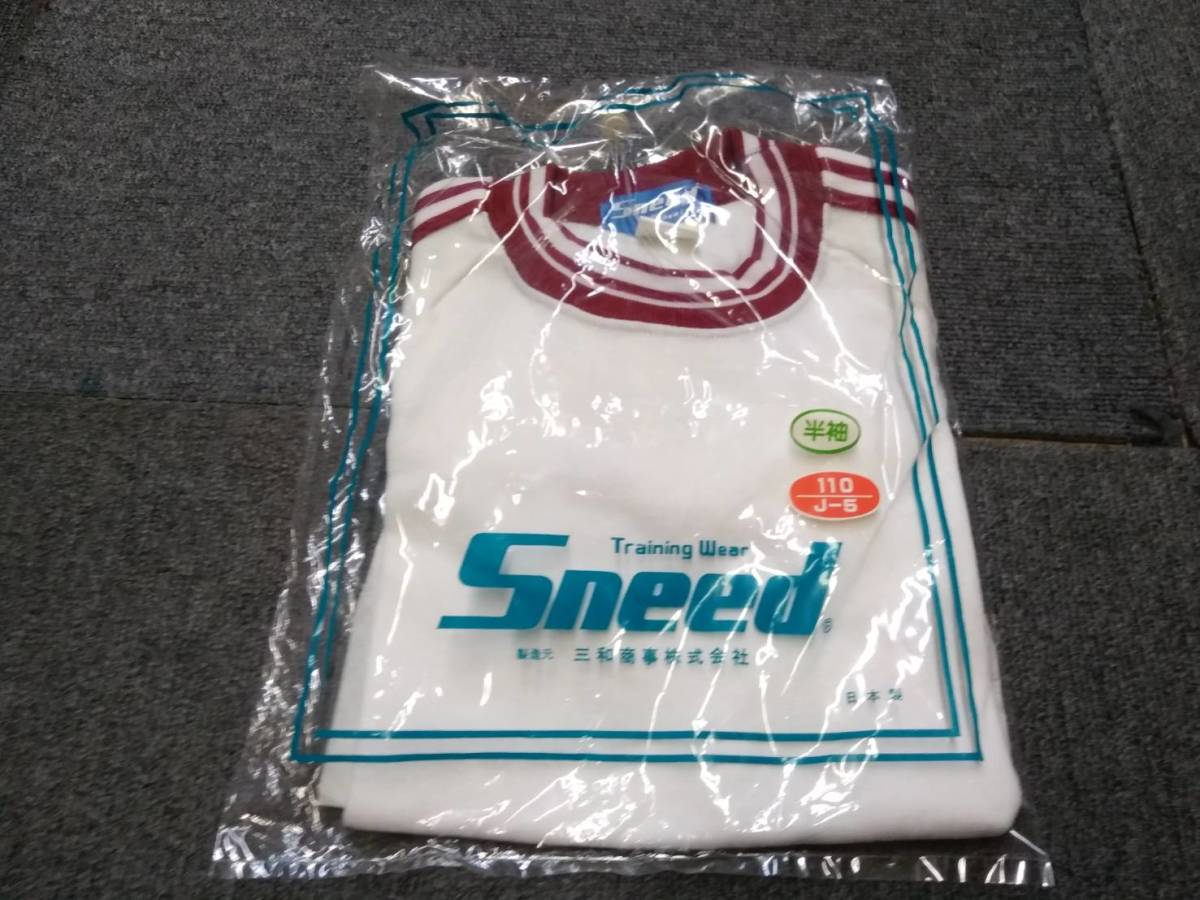 Sneed
半袖
110
J-5
Training Wear
Sneed®
製造元 三和商事株式会社
日本製